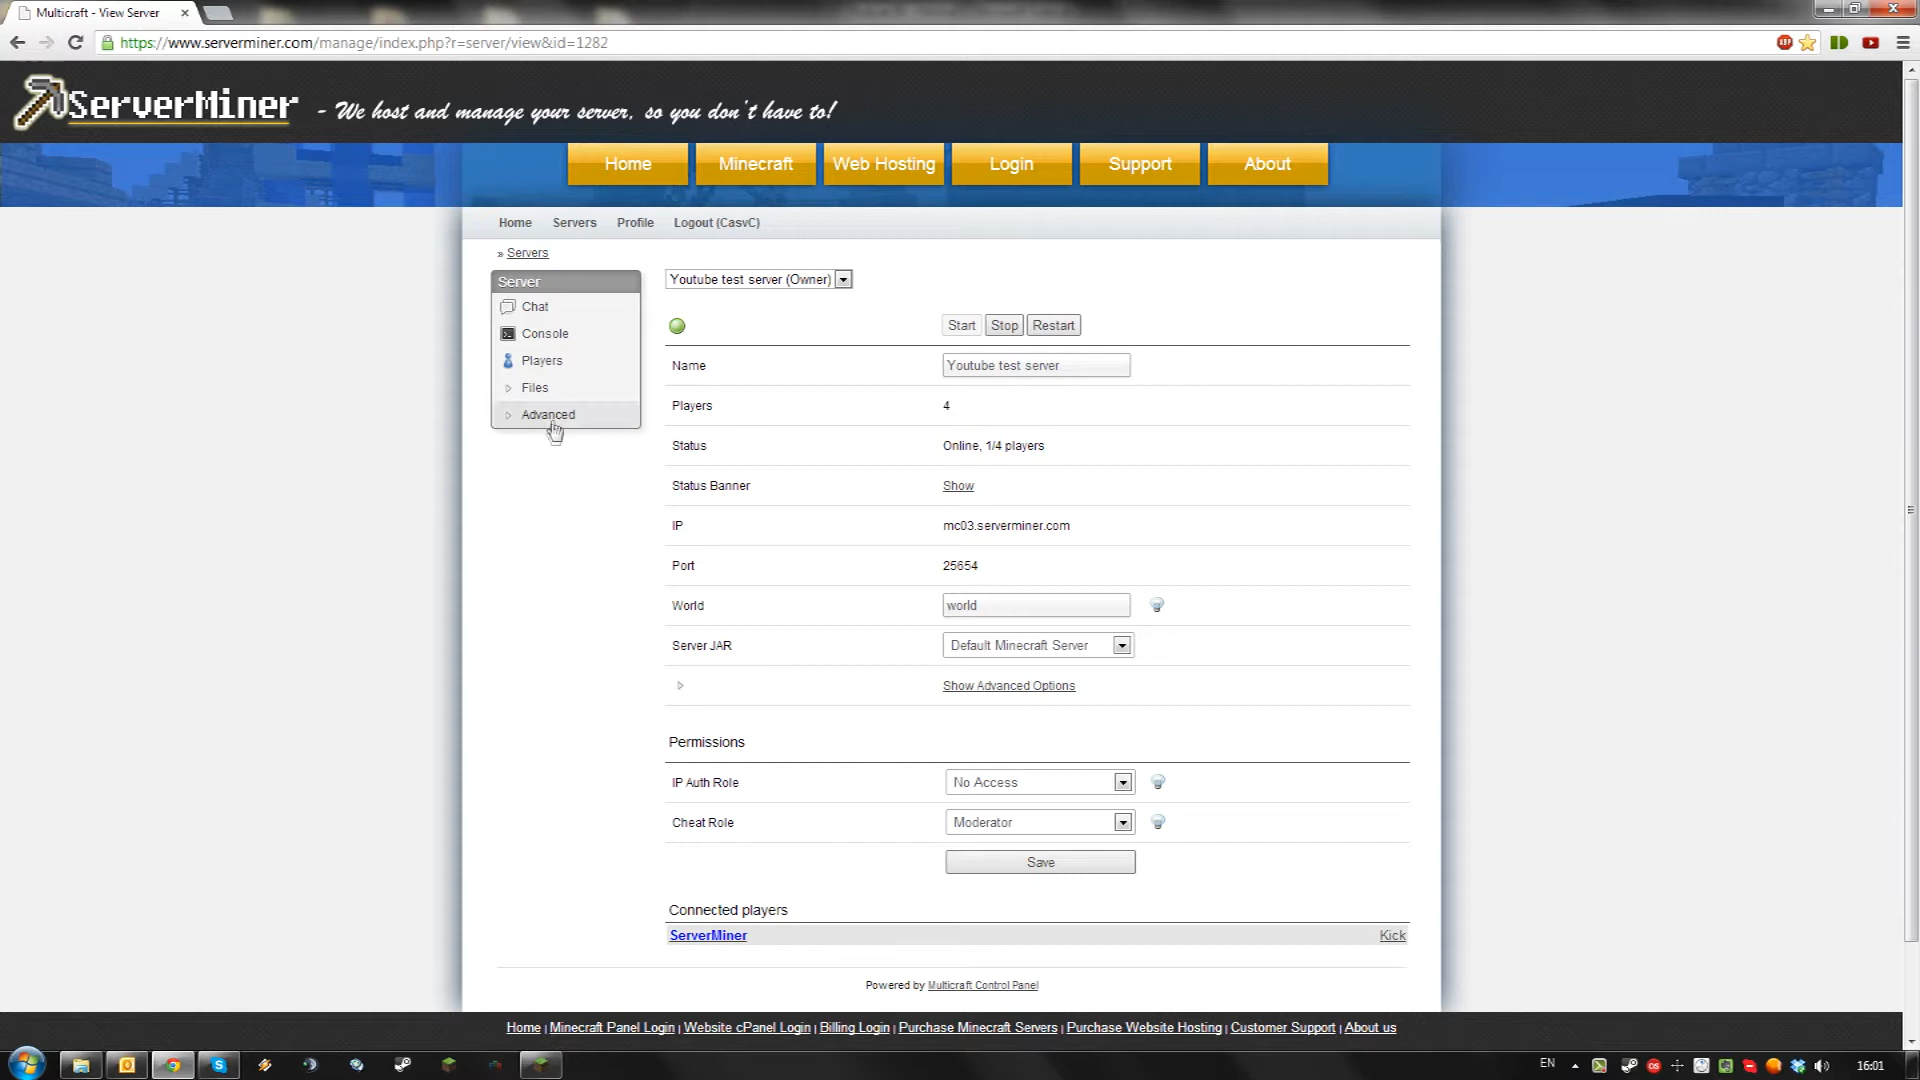 Multicraft - View Server
https://www.serverminer.com/manage/index.php?r=server/view&id=1282
ServerMiner - We host and manage your server, so you don't have to!
Home Minecraft Web Hosting Login Support About
Home Servers Profile Logout (CasvC)
» Servers
Server
Chat
Console
Players
Files
Advanced
Youtube test server (Owner)
Start Stop Restart
Name Youtube test server
Players 4
Status Online, 1/4 players
Status Banner Show
IP mc03.serverminer.com
Port 25654
World world
Server JAR Default Minecraft Server
Show Advanced Options
Permissions
IP Auth Role No Access
Cheat Role Moderator
Save
Connected players
ServerMiner Kick
Powered by Multicraft Control Panel
Home | Minecraft Panel Login | Website cPanel Login | Billing Login | Purchase Minecraft Servers | Purchase Website Hosting | Customer Support | About us
EN 16:01